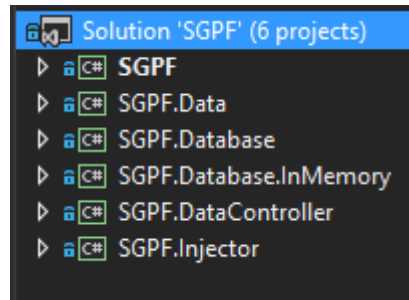 Solution 'SGPF' (6 projects)
C# SGPF
C# SGPF.Data
C# SGPF.Database
C# SGPF.Database.InMemory
C# SGPF.DataController
C# SGPF.Injector